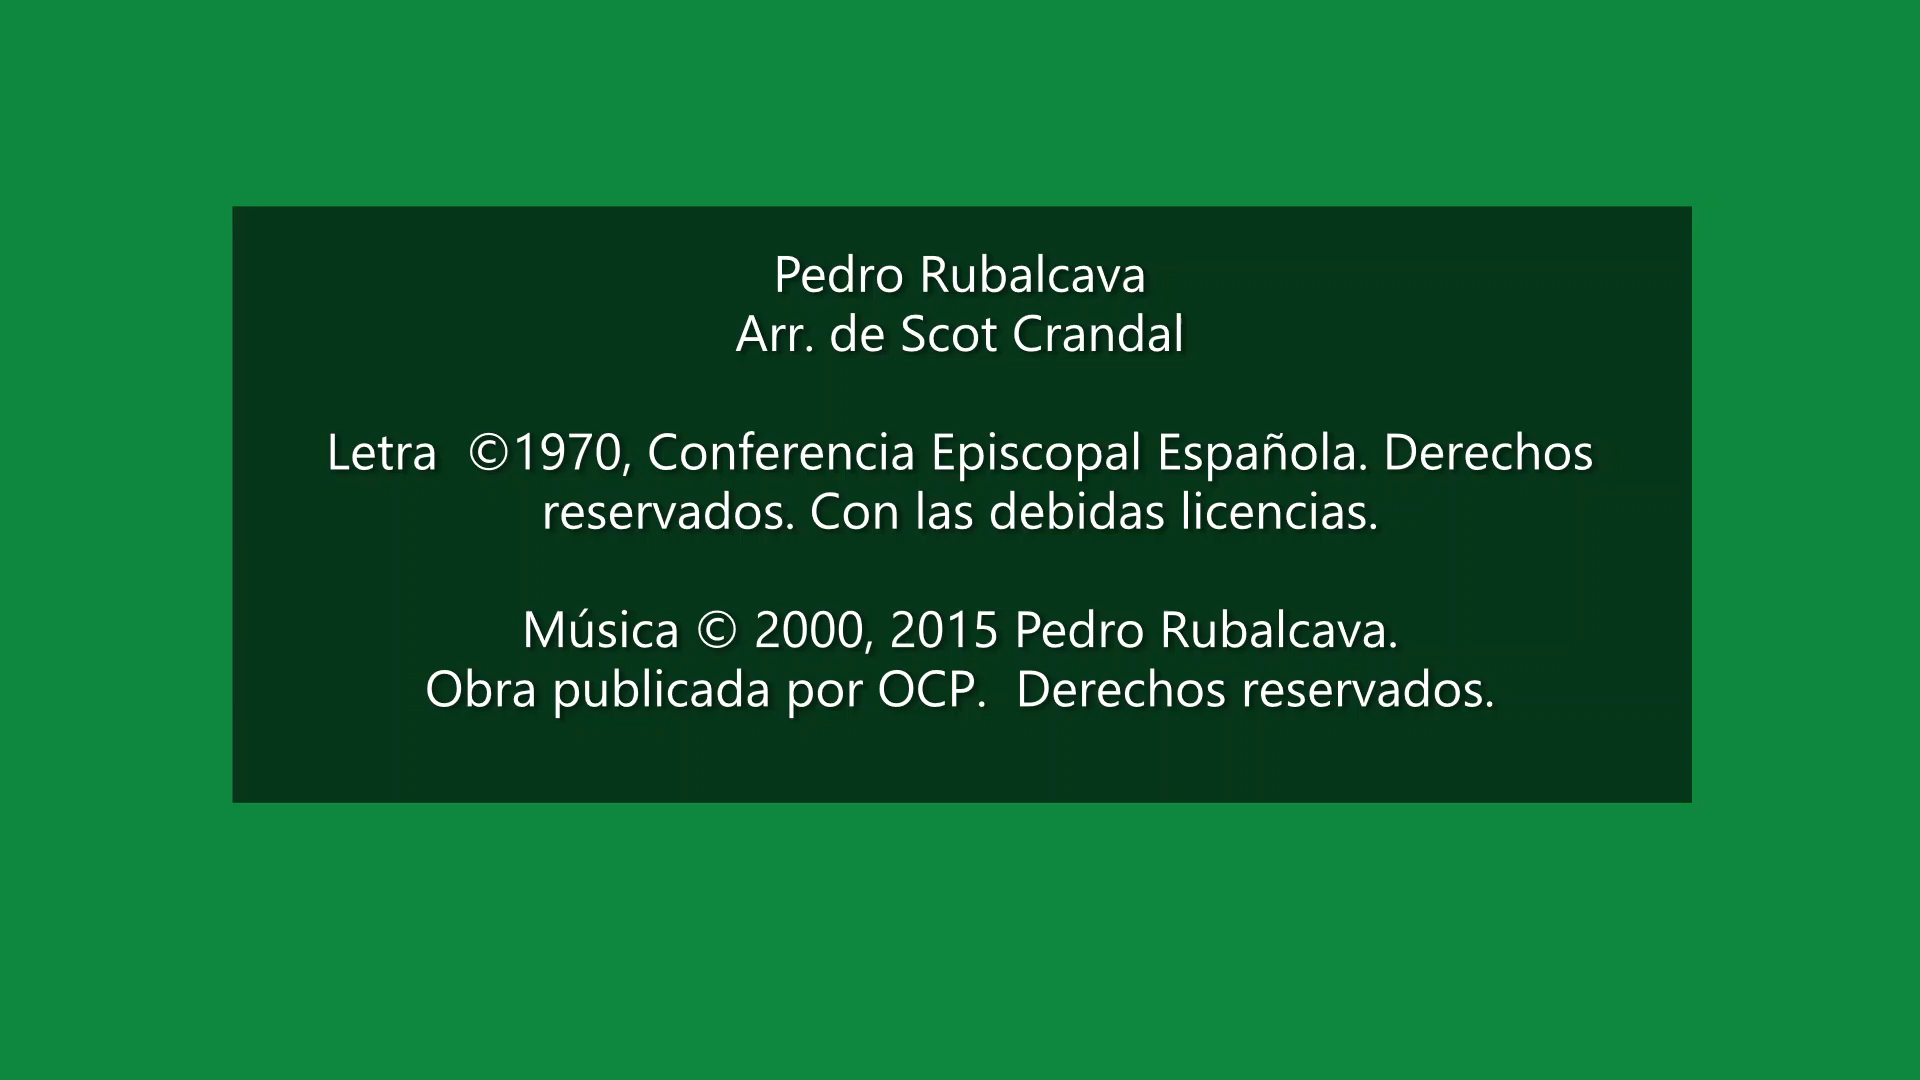 Pedro Rubalcava
Arr. de Scot Crandal
Letra  ©1970, Conferencia Episcopal Española. Derechos
reservados. Con las debidas licencias.
Música © 2000, 2015 Pedro Rubalcava.
Obra publicada por OCP.  Derechos reservados.